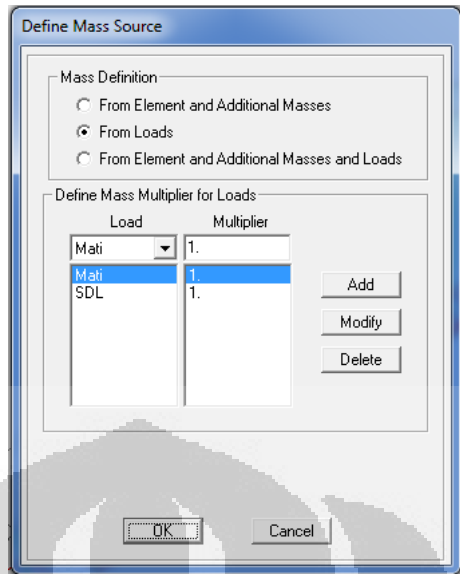 Define Mass Source
Mass Definition
From Element and Additional Masses
From Loads
From Element and Additional Masses and Loads
Define Mass Multiplier for Loads
Load Multiplier
Mati 1.
Mati 1.
SDL 1.
Add
Modify
Delete
OK Cancel